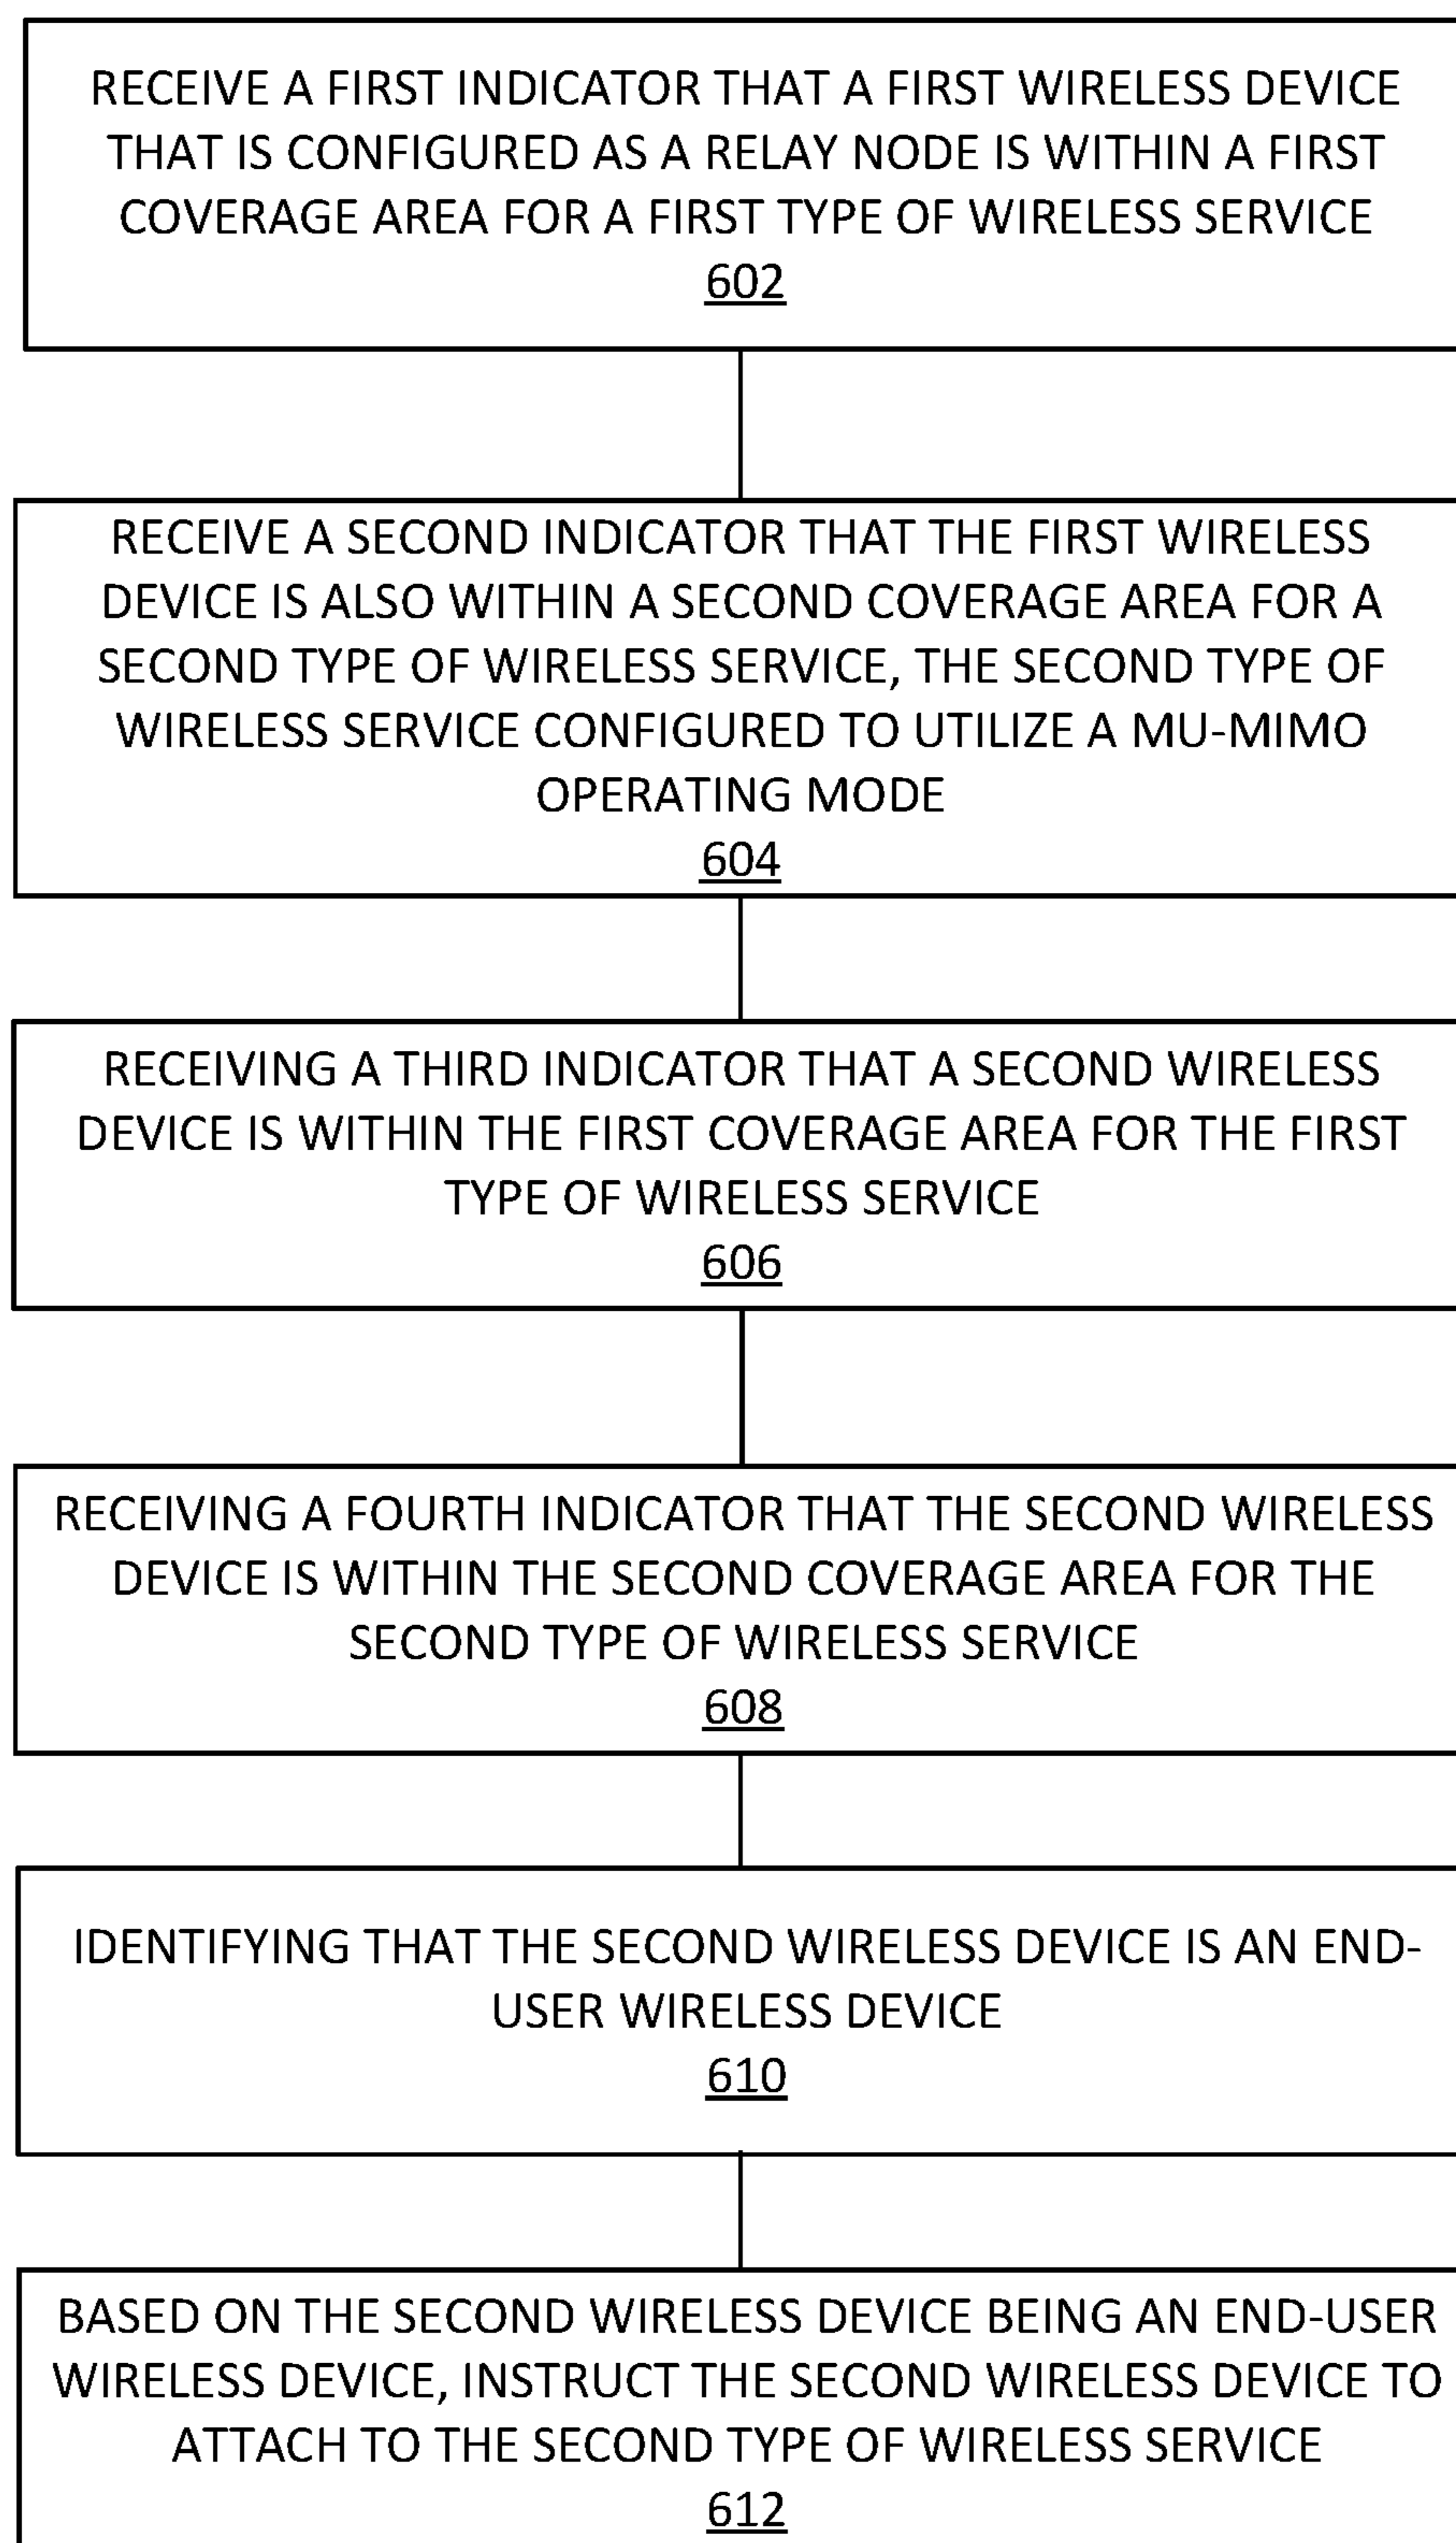 RECEIVE A FIRST INDICATOR THAT A FIRST WIRELESS DEVICE
THAT IS CONFIGURED AS A RELAY NODE IS WITHIN A FIRST
COVERAGE AREA FOR A FIRST TYPE OF WIRELESS SERVICE
602
RECEIVE A SECOND INDICATOR THAT THE FIRST WIRELESS
DEVICE IS ALSO WITHIN A SECOND COVERAGE AREA FOR A
SECOND TYPE OF WIRELESS SERVICE, THE SECOND TYPE OF
WIRELESS SERVICE CONFIGURED TO UTILIZE A MU-MIMO
OPERATING MODE
604
RECEIVING A THIRD INDICATOR THAT A SECOND WIRELESS
DEVICE IS WITHIN THE FIRST COVERAGE AREA FOR THE FIRST
TYPE OF WIRELESS SERVICE
606
RECEIVING A FOURTH INDICATOR THAT THE SECOND WIRELESS
DEVICE IS WITHIN THE SECOND COVERAGE AREA FOR THE
SECOND TYPE OF WIRELESS SERVICE
608
IDENTIFYING THAT THE SECOND WIRELESS DEVICE IS AN END-
USER WIRELESS DEVICE
610
BASED ON THE SECOND WIRELESS DEVICE BEING AN END-USER
WIRELESS DEVICE, INSTRUCT THE SECOND WIRELESS DEVICE TO
ATTACH TO THE SECOND TYPE OF WIRELESS SERVICE
612